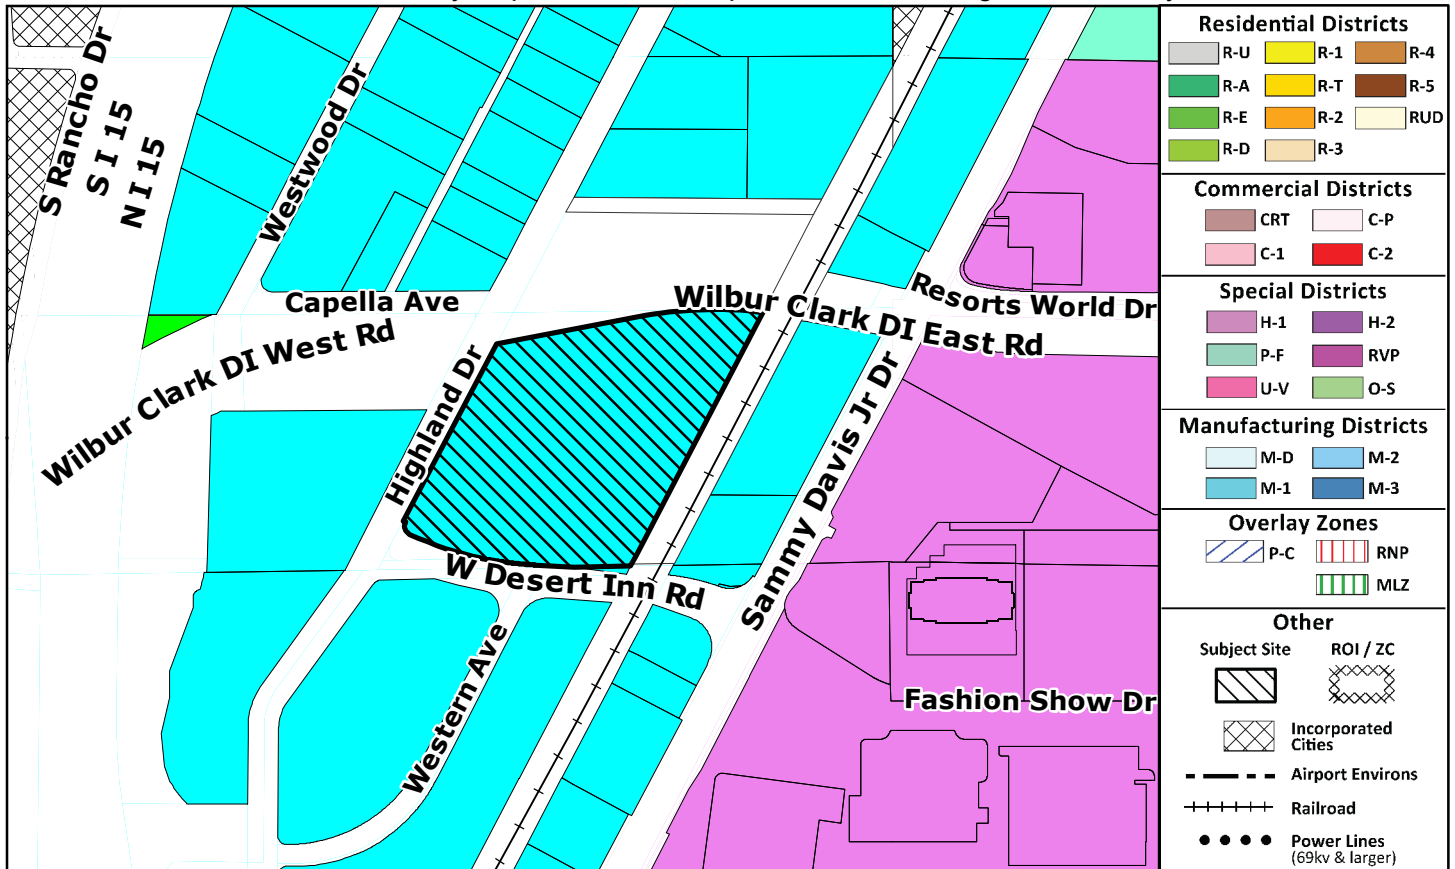 S Rancho Dr
S I 15
N I 15
Westwood Dr
Capella Ave
Wilbur Clark DI West Rd
Wilbur Clark DI East Rd
Resorts World Dr
Highland Dr
Sammy Davis Jr Dr
W Desert Inn Rd
Western Ave
Fashion Show Dr
Residential Districts
R-U R-1 R-4
R-A R-T R-5
R-E R-2 RUD
R-D R-3
Commercial Districts
CRT C-P
C-1 C-2
Special Districts
H-1 H-2
P-F RVP
U-V O-S
Manufacturing Districts
M-D M-2
M-1 M-3
Overlay Zones
P-C RNP
MLZ
Other
Subject Site ROI / ZC
Incorporated
Cities
Airport Environs
Railroad
Power Lines
(69kv & larger)